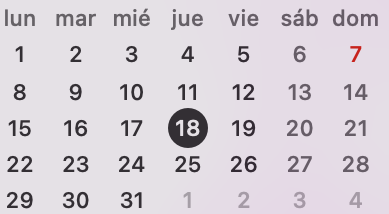 lun mar mié jue vie sáb dom
1 2 3 4 5 6 7
8 9 10 11 12 13 14
15 16 17 18 19 20 21
22 23 24 25 26 27 28
29 30 31 1 2 3 4